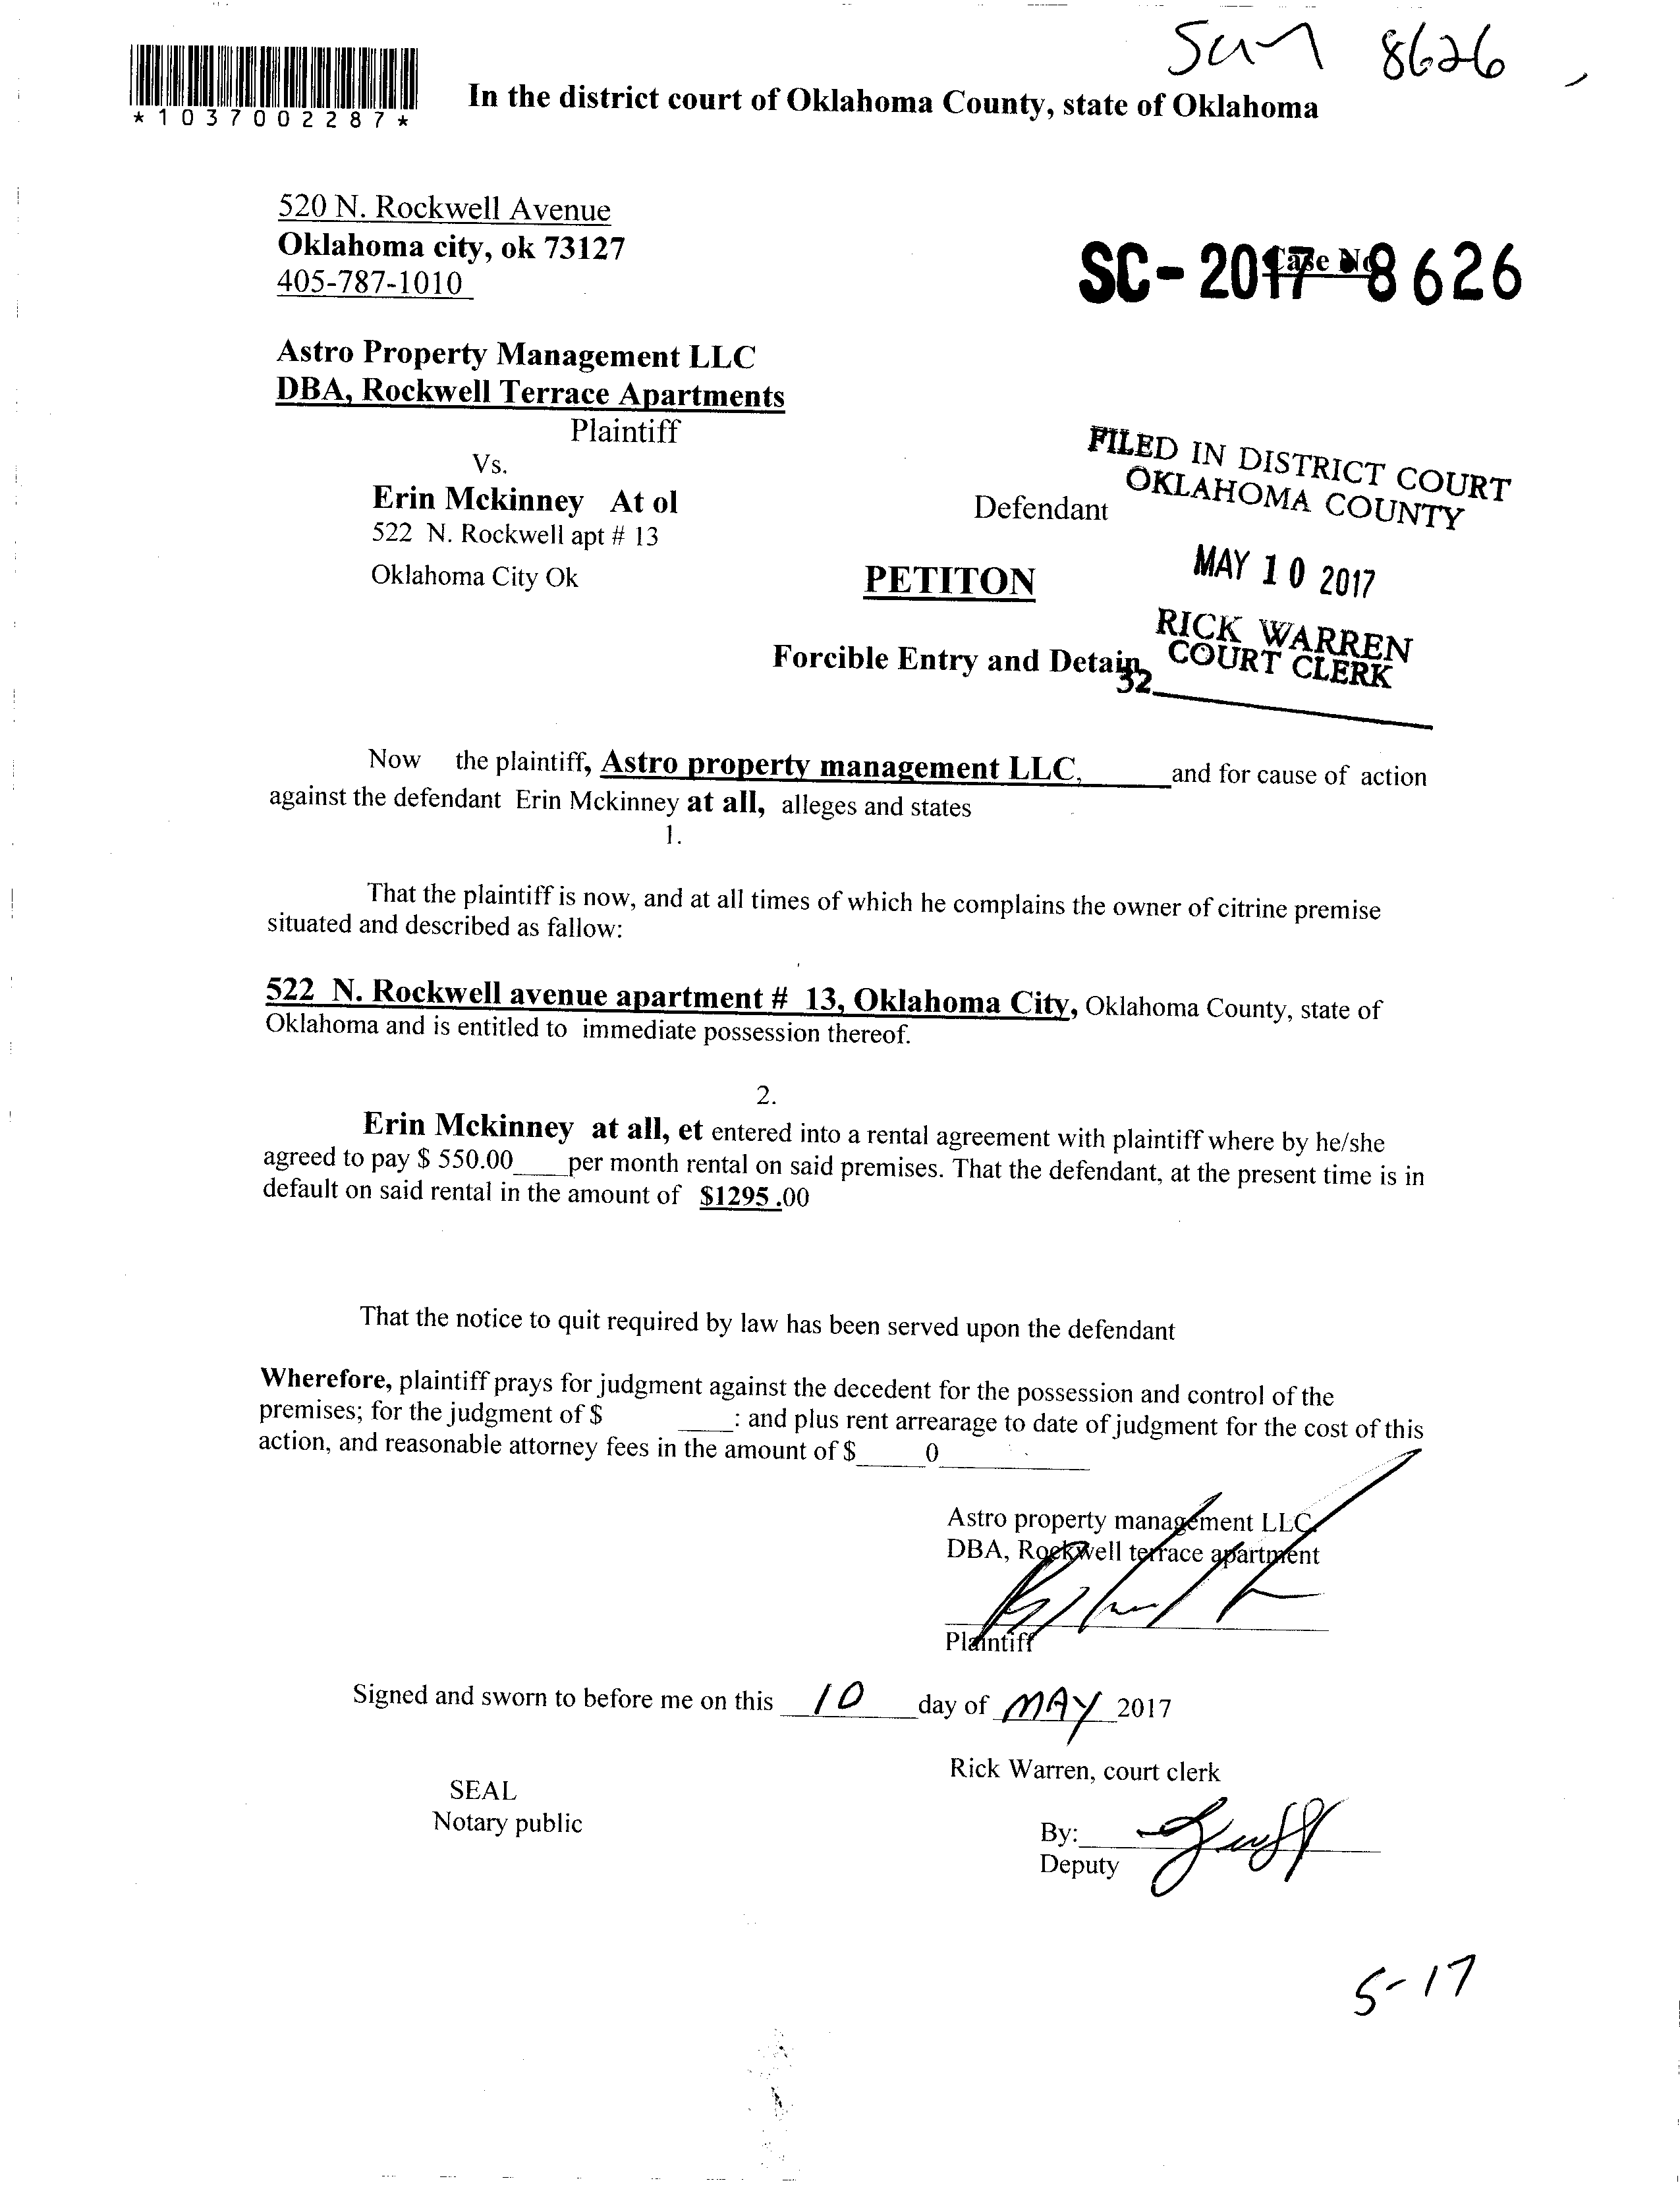 8626
*1037002287*
In the district court of Oklahoma County, state of Oklahoma
520 N. Rockwell Avenue
Oklahoma city, ok 73127
405-787-1010
Case No
SC-2017-8626
Astro Property Management LLC
DBA, Rockwell Terrace Apartments
Plaintiff
Vs.
Erin Mckinney At ol
Defendant
522 N. Rockwell apt # 13
Oklahoma City Ok
FILED IN DISTRICT COURT
OKLAHOMA COUNTY
MAY 10 2017
RICK WARREN
COURT CLERK
32
PETITON
Forcible Entry and Detain
Now the plaintiff, Astro property management LLC, and for cause of action
against the defendant Erin Mckinney at all, alleges and states
1.
That the plaintiff is now, and at all times of which he complains the owner of citrine premise
situated and described as fallow:
522 N. Rockwell avenue apartment # 13, Oklahoma City, Oklahoma County, state of
Oklahoma and is entitled to immediate possession thereof.
2.
Erin Mckinney at all, et entered into a rental agreement with plaintiff where by he/she
agreed to pay $ 550.00____per month rental on said premises. That the defendant, at the present time is in
default on said rental in the amount of $1295 .00
That the notice to quit required by law has been served upon the defendant
Wherefore, plaintiff prays for judgment against the decedent for the possession and control of the
premises; for the judgment of $ ____: and plus rent arrearage to date of judgment for the cost of this
action, and reasonable attorney fees in the amount of $_____0___________
Astro property management LLC
DBA, Rockwell terrace apartment
Plaintiff
Signed and sworn to before me on this 10 day of MAY 2017
Rick Warren, court clerk
SEAL
Notary public
By:
Deputy
5-17